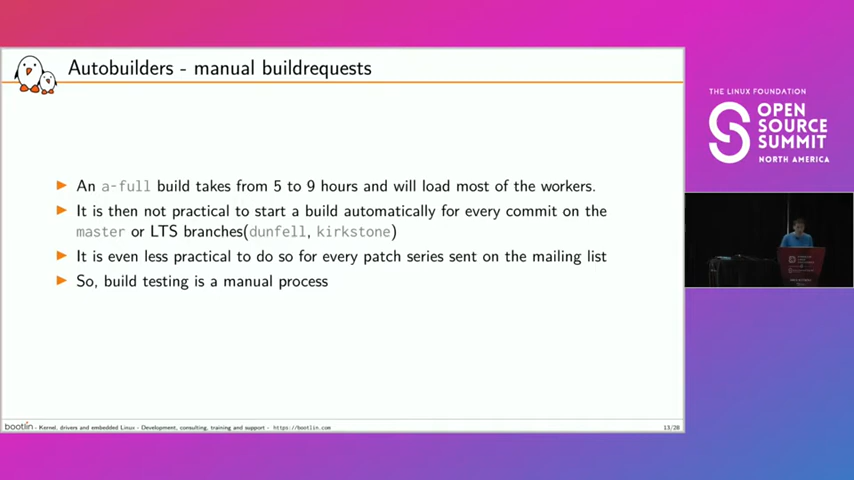 Autobuilders - manual buildrequests
An a-full build takes from 5 to 9 hours and will load most of the workers.
It is then not practical to start a build automatically for every commit on the
master or LTS branches(dunfell, kirkstone)
It is even less practical to do so for every patch series sent on the mailing list
So, build testing is a manual process
bootlin - Kernel, drivers and embedded Linux - Development, consulting, training and support - https://bootlin.com
13/28
THE LINUX FOUNDATION
OPEN
SOURCE
SUMMIT
NORTH AMERICA